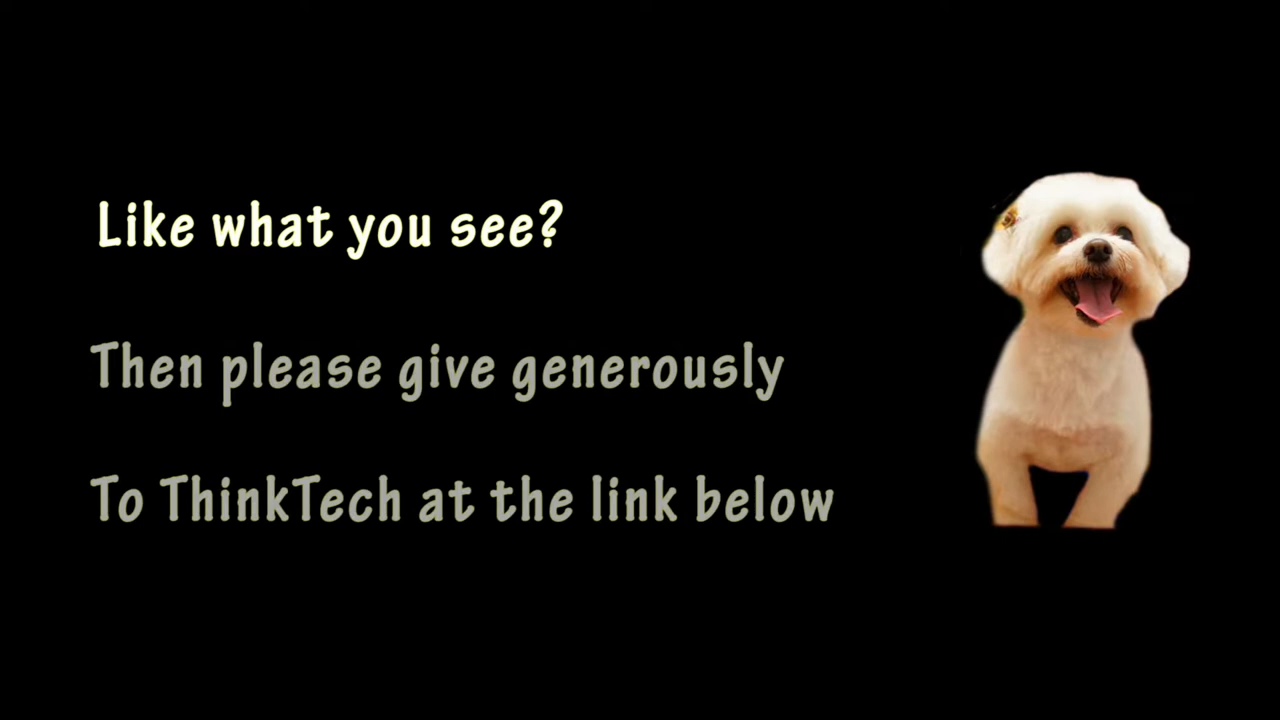 Like what you see?
Then please give generously
To ThinkTech at the link below